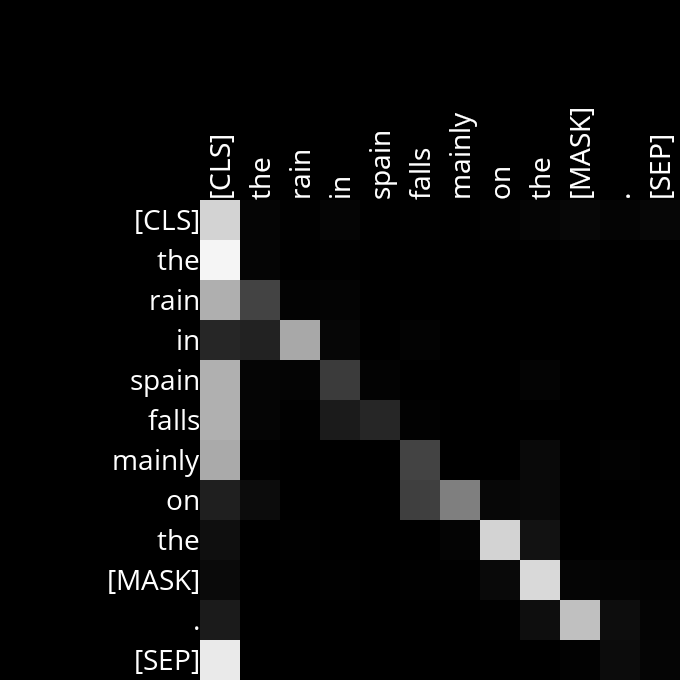 [CLS] the rain in spain falls mainly on the [MASK] . [SEP]
[CLS]
the
rain
in
spain
falls
mainly
on
the
[MASK]
.
[SEP]